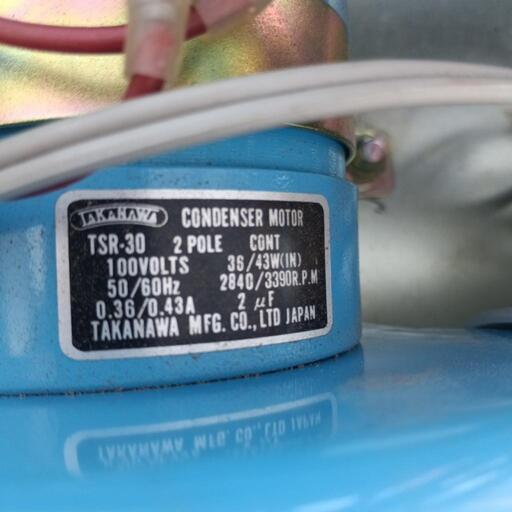 TAKANAWA CONDENSER MOTOR
TSR-30 2 POLE CONT
100VOLTS 36/43W(IN)
50/60Hz 2840/3390R.P.M
0.36/0.43A 2 μF
TAKANAWA MFG. CO., LTD JAPAN